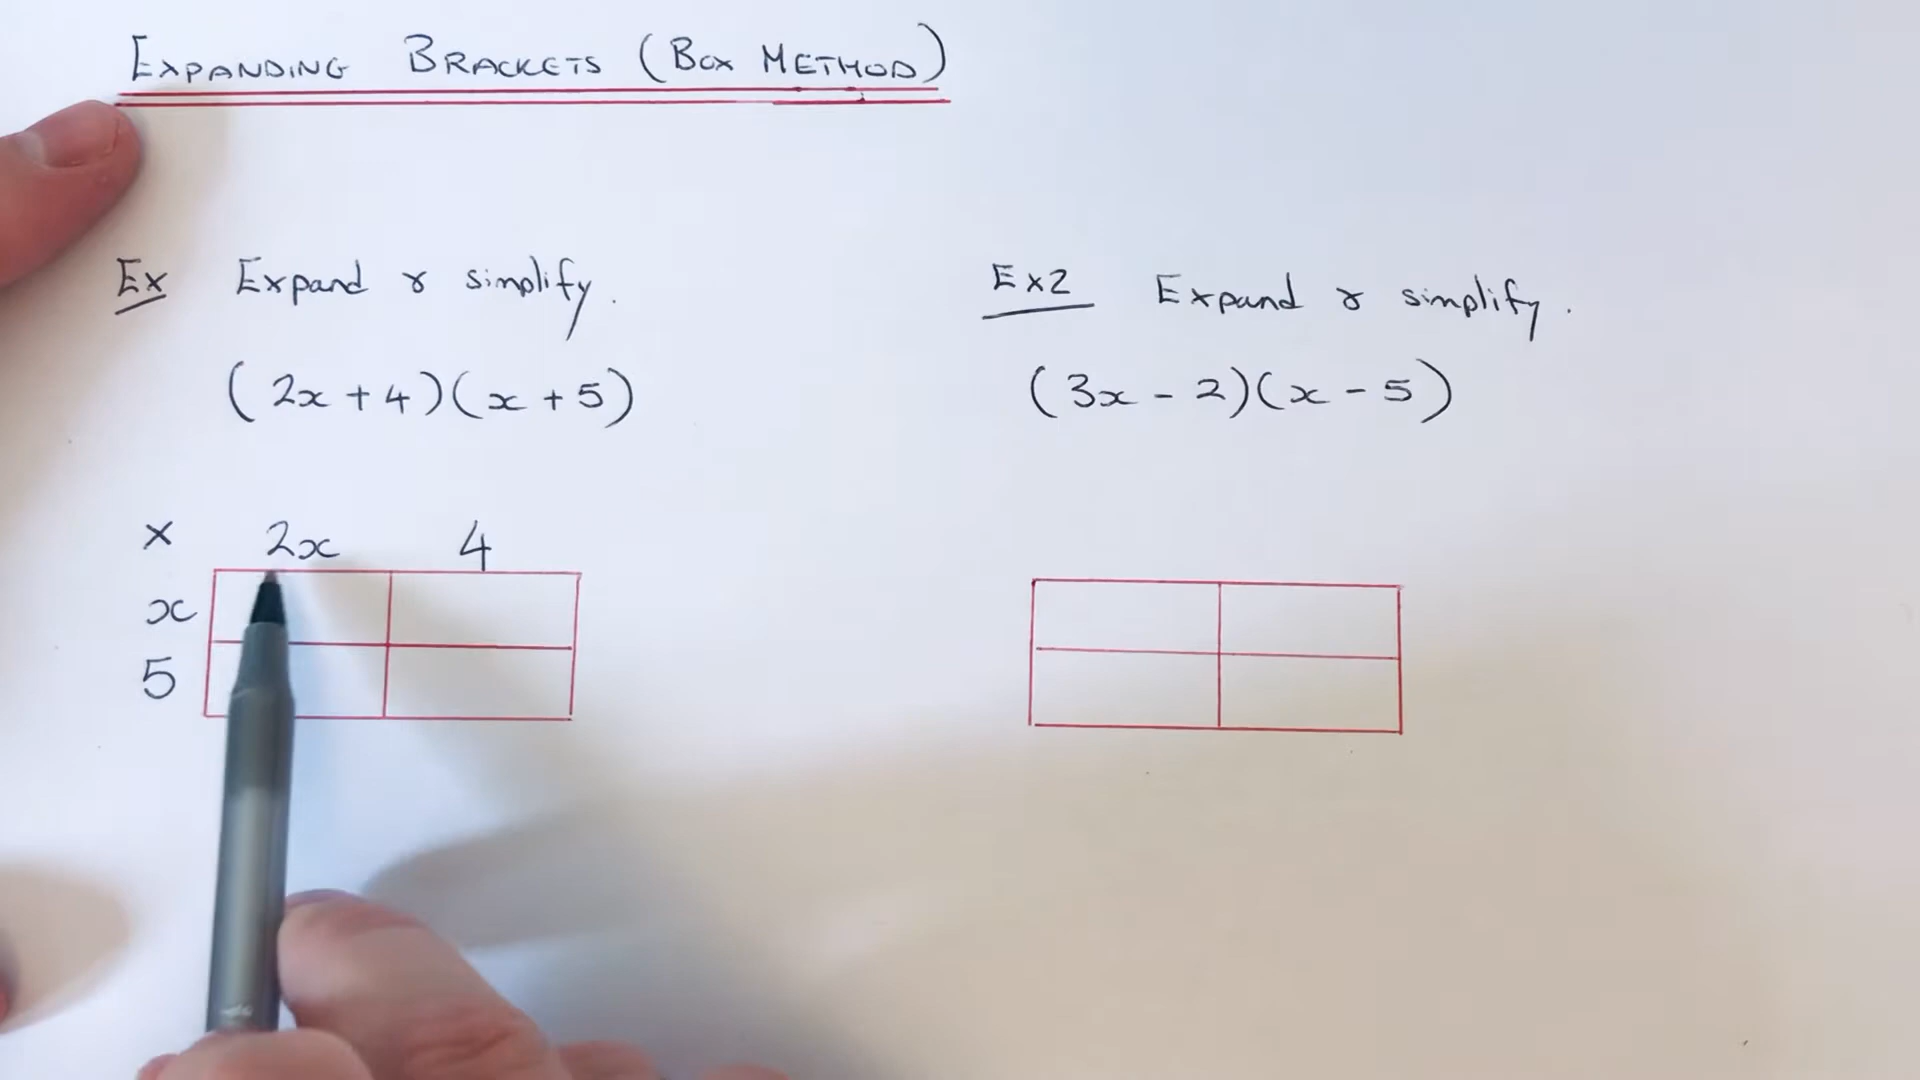 EXPANDING BRACKETS (BOX METHOD)
Ex Expand & simplify.
(2x + 4)(x + 5)
× 2x 4
x
5
Ex2 Expand & simplify.
(3x - 2)(x - 5)